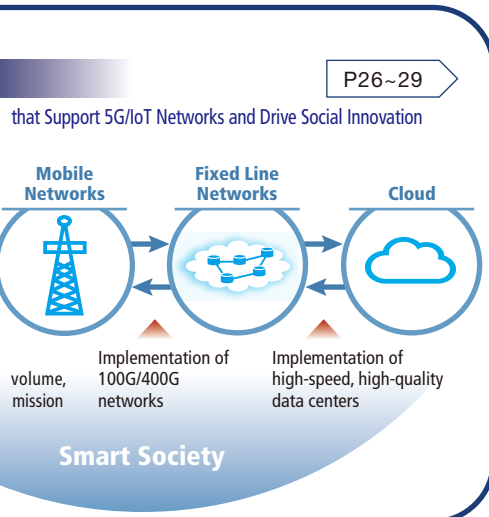 P26~29
that Support 5G/IoT Networks and Drive Social Innovation
Mobile
Networks
Fixed Line
Networks
Cloud
volume,
mission
Implementation of
100G/400G
networks
Implementation of
high-speed, high-quality
data centers
Smart Society